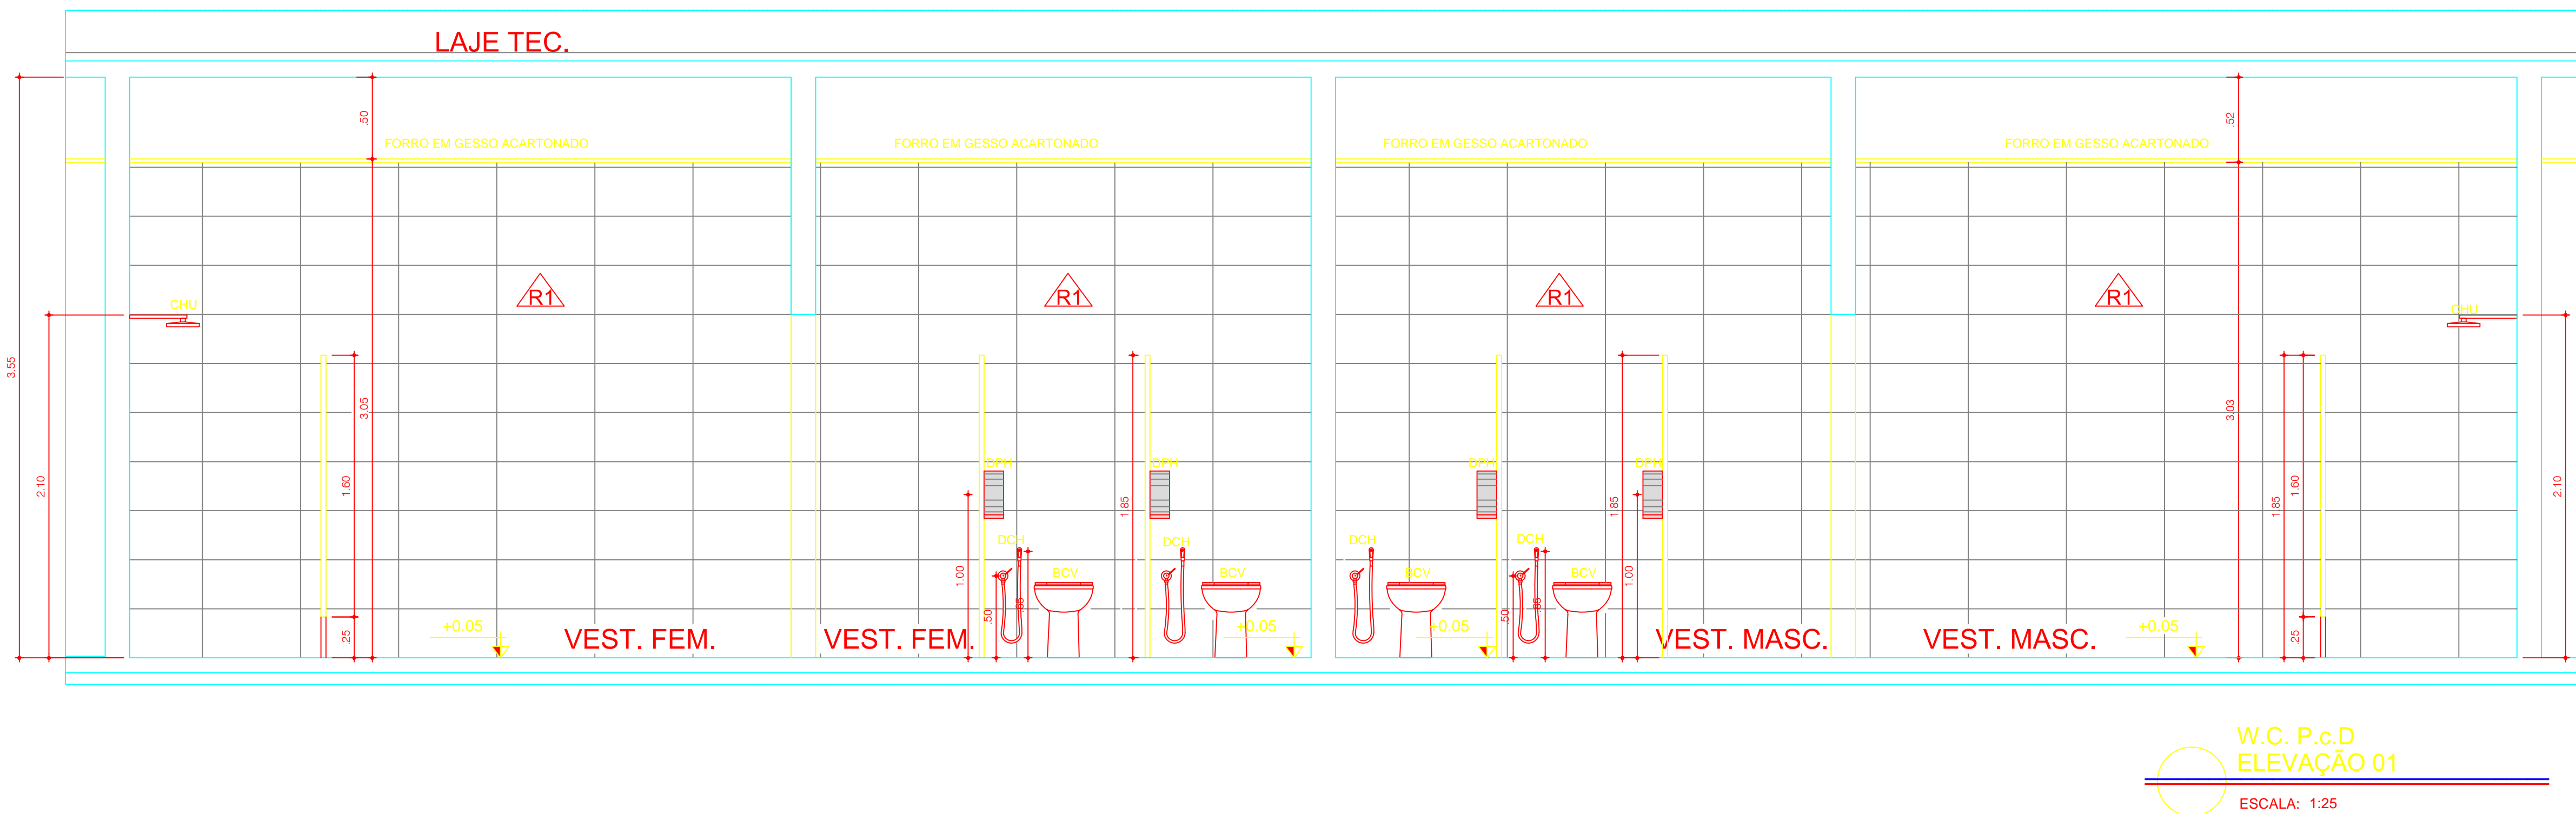 LAJE TEC.
.50
.52
FORRO EM GESSO ACARTONADO
FORRO EM GESSO ACARTONADO
FORRO EM GESSO ACARTONADO
FORRO EM GESSO ACARTONADO
R1
R1
R1
R1
CHU
CHU
3.55
2.10
1.60
3.05
.25
DPH
DPH
DPH
DPH
1.85
1.85
3.03
1.85
1.60
2.10
DCH
DCH
DCH
DCH
BCV
BCV
BCV
BCV
1.00
.50
.65
.50
.65
1.00
.25
+0.05
+0.05
+0.05
+0.05
VEST. FEM.
VEST. FEM.
VEST. MASC.
VEST. MASC.
W.C. P.c.D
ELEVAÇÃO 01
ESCALA: 1:25